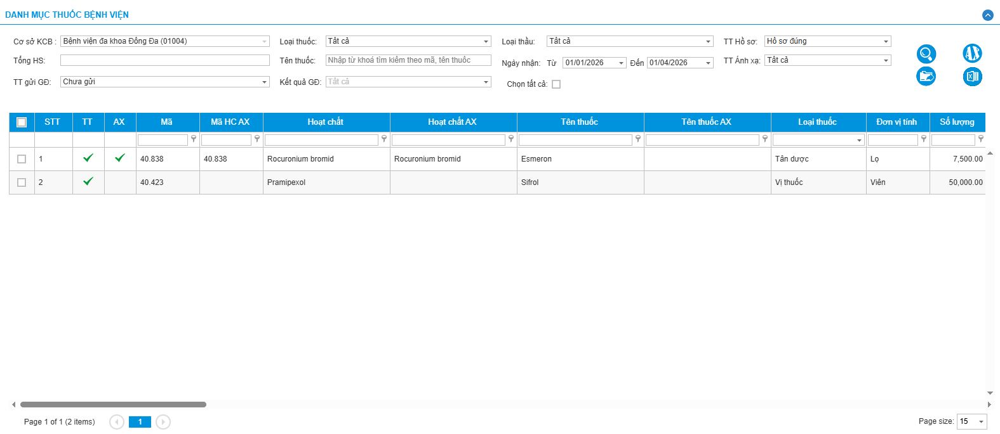 DANH MỤC THUỐC BỆNH VIỆN
Cơ sở KCB : Bệnh viện đa khoa Đống Đa (01004) Loại thuốc: Tất cả Loại thầu: Tất cả TT Hồ sơ: Hồ sơ đúng
Tổng HS: Tên thuốc: Nhập từ khoá tìm kiếm theo mã, tên thuốc Ngày nhận: Từ 01/01/2026 Đến 01/04/2026 TT Ánh xạ: Tất cả
TT gửi GĐ: Chưa gửi Kết quả GĐ: Tất cả Chọn tất cả:
STT TT AX Mã Mã HC AX Hoạt chất Hoạt chất AX Tên thuốc Tên thuốc AX Loại thuốc Đơn vị tính Số lượng
1 40.838 40.838 Rocuronium bromid Rocuronium bromid Esmeron Tân dược Lọ 7,500.00
2 40.423 Pramipexol Sifrol Vị thuốc Viên 50,000.00
Page 1 of 1 (2 items) 1 Page size: 15